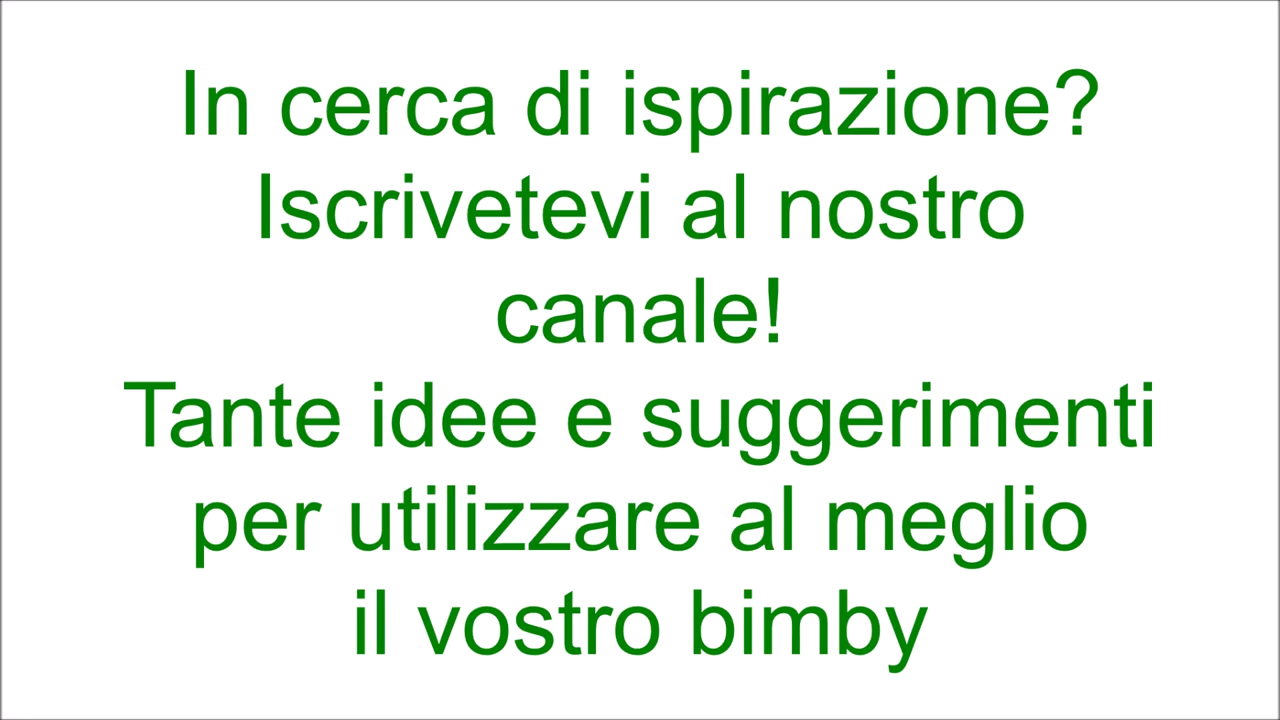 In cerca di ispirazione?
Iscrivetevi al nostro
canale!
Tante idee e suggerimenti
per utilizzare al meglio
il vostro bimby